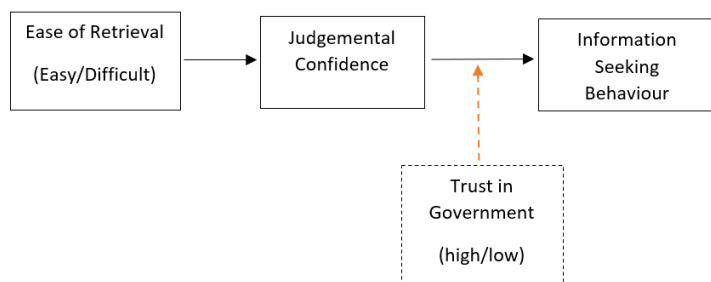 Ease of Retrieval
(Easy/Difficult)
Judgemental
Confidence
Information
Seeking
Behaviour
Trust in
Government
(high/low)